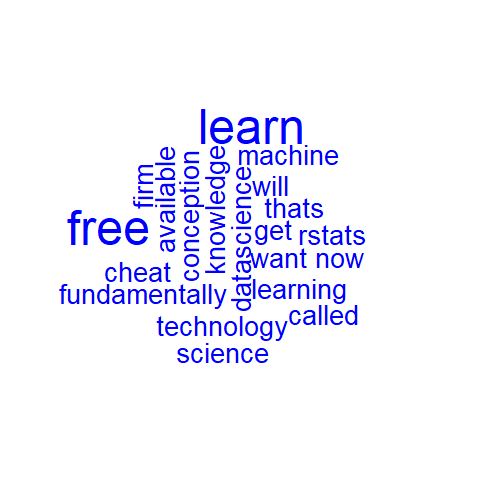 learn
machine
firm
available
conception
knowledge
datascience
will
thats
free
get
rstats
want
now
cheat
fundamentally
learning
called
technology
science